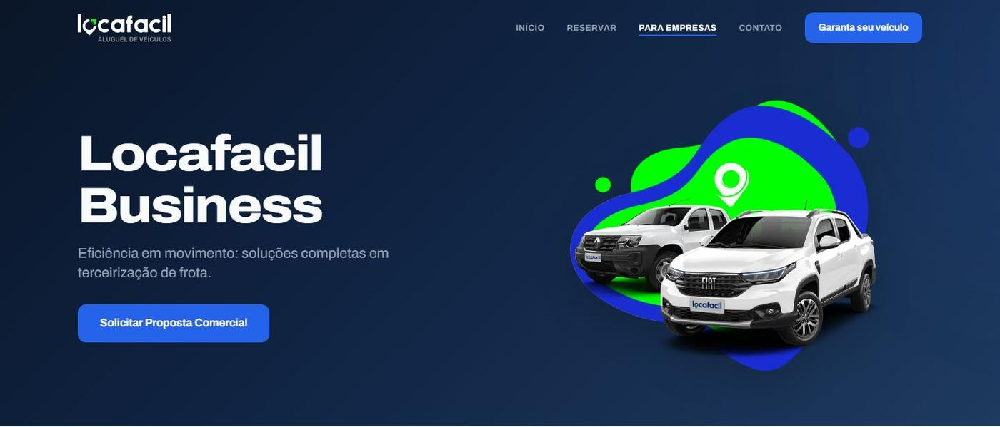 locafacil
ALUGUEL DE VEÍCULOS
INÍCIO
RESERVAR
PARA EMPRESAS
CONTATO
Garanta seu veículo
Locafacil
Business
Eficiência em movimento: soluções completas em
terceirização de frota.
Solicitar Proposta Comercial
locafacil
FIAT
locafacil